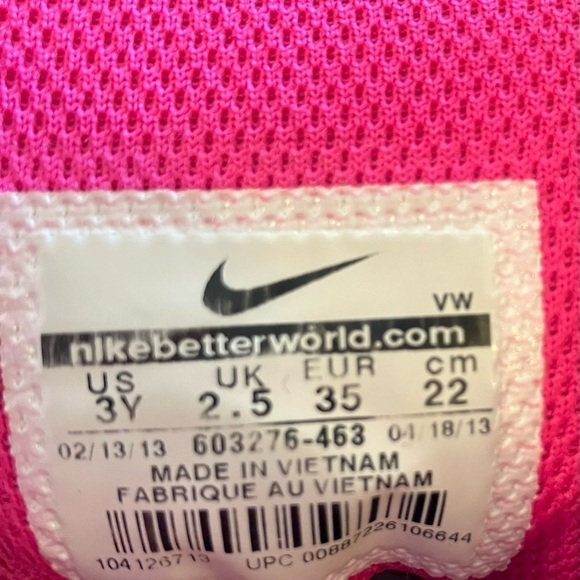 VW
nikebetterworld.com
US UK EUR cm
3Y 2.5 35 22
02/13/13 603276-463 04/18/13
MADE IN VIETNAM
FABRIQUE AU VIETNAM
104126713 UPC 00887226106644